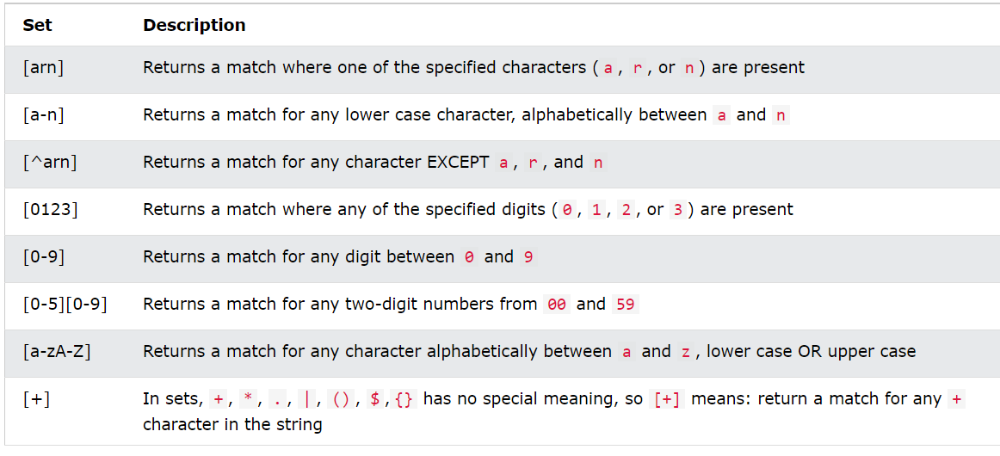 Set Description
[arn] Returns a match where one of the specified characters ( a , r , or n ) are present
[a-n] Returns a match for any lower case character, alphabetically between a and n
[^arn] Returns a match for any character EXCEPT a , r , and n
[0123] Returns a match where any of the specified digits ( 0 , 1 , 2 , or 3 ) are present
[0-9] Returns a match for any digit between 0 and 9
[0-5][0-9] Returns a match for any two-digit numbers from 00 and 59
[a-zA-Z] Returns a match for any character alphabetically between a and z , lower case OR upper case
[+] In sets, + , * , . , | , () , $ , {} has no special meaning, so [+] means: return a match for any +
character in the string